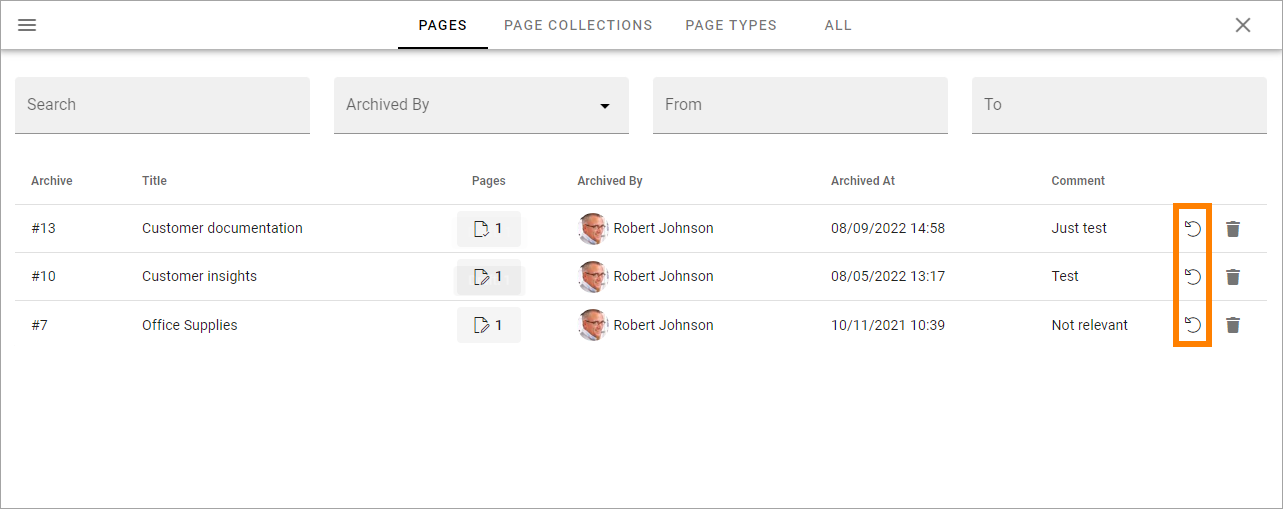 PAGES PAGE COLLECTIONS PAGE TYPES ALL
Search Archived By From To
Archive Title Pages Archived By Archived At Comment
#13 Customer documentation 1 Robert Johnson 08/09/2022 14:58 Just test
#10 Customer insights 1 Robert Johnson 08/05/2022 13:17 Test
#7 Office Supplies 1 Robert Johnson 10/11/2021 10:39 Not relevant